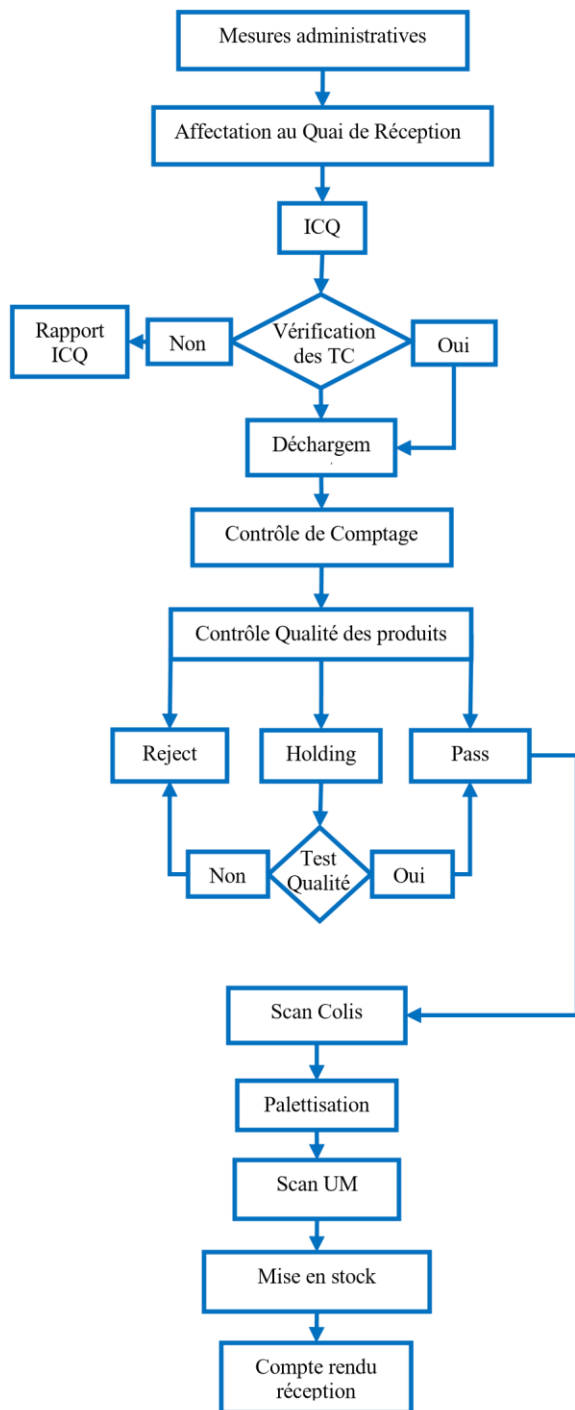 Mesures administratives
Affectation au Quai de Réception
ICQ
Rapport
ICQ
Non
Vérification
des TC
Oui
Déchargem
Contrôle de Comptage
Contrôle Qualité des produits
Reject
Holding
Pass
Non
Test
Qualité
Oui
Scan Colis
Palettisation
Scan UM
Mise en stock
Compte rendu
réception